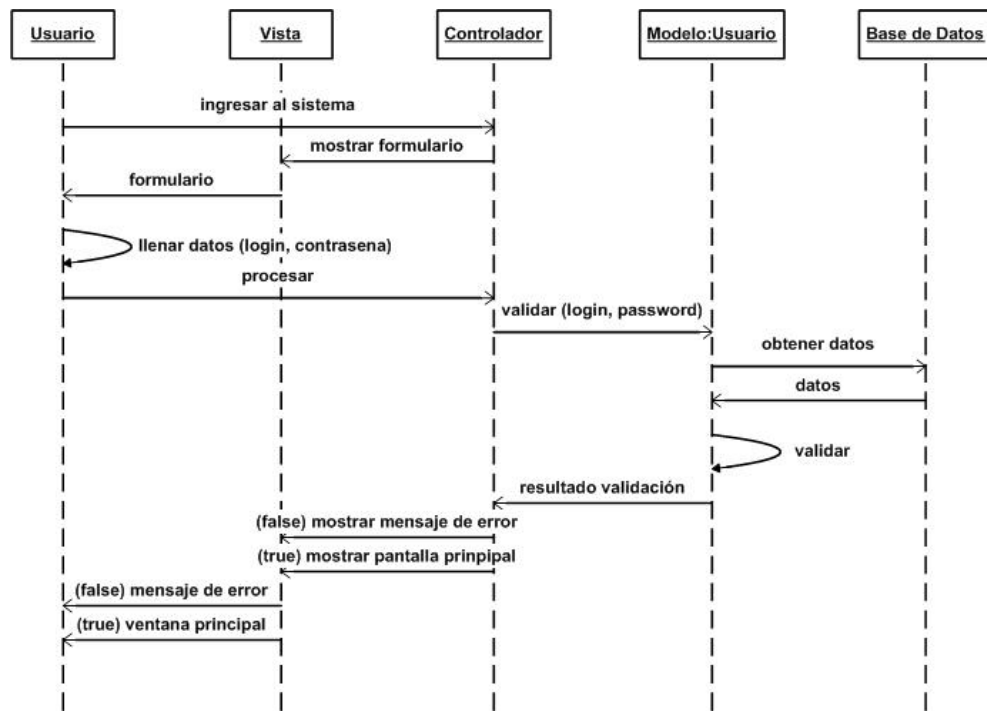 Usuario
Vista
Controlador
Modelo:Usuario
Base de Datos
ingresar al sistema
mostrar formulario
formulario
llenar datos (login, contrasena)
procesar
validar (login, password)
obtener datos
datos
validar
resultado validación
(false) mostrar mensaje de error
(true) mostrar pantalla prinpipal
(false) mensaje de error
(true) ventana principal